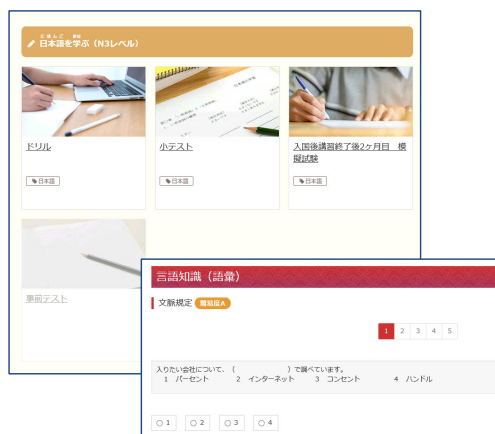 日本語を学ぶ（N3レベル）
ドリル
小テスト
入国後講習終了後2ヶ月目 模擬試験
日本語
日本語
日本語
事前テスト
言語知識（語彙）
文脈規定 難易度A
1 2 3 4 5
入りたい会社について、（　　　　　）で調べています。
1 パーセント 2 インターネット 3 コンセント 4 ハンドル
1 2 3 4